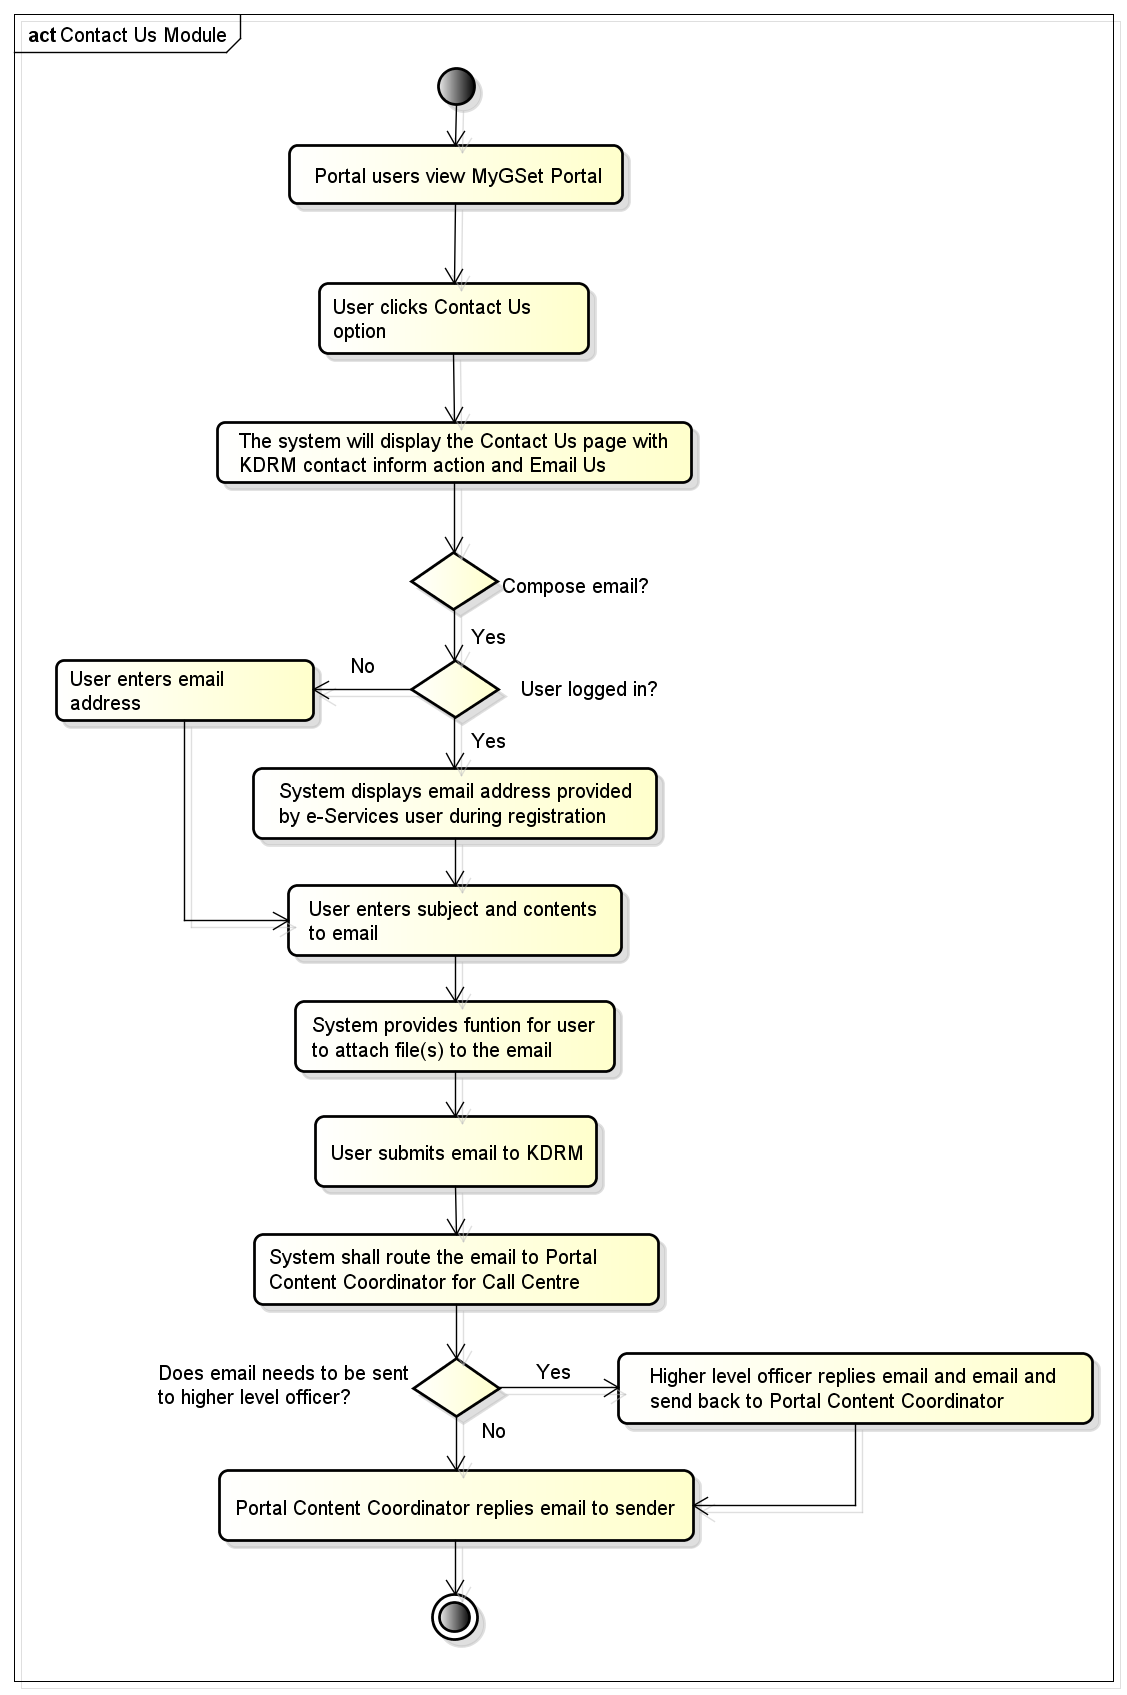 act Contact Us Module
Portal users view MyGSet Portal
User clicks Contact Us
option
The system will display the Contact Us page with
KDRM contact inform action and Email Us
Compose email?
Yes
No
User enters email
address
User logged in?
Yes
System displays email address provided
by e-Services user during registration
User enters subject and contents
to email
System provides funtion for user
to attach file(s) to the email
User submits email to KDRM
System shall route the email to Portal
Content Coordinator for Call Centre
Does email needs to be sent
to higher level officer?
Yes
Higher level officer replies email and email and
send back to Portal Content Coordinator
No
Portal Content Coordinator replies email to sender